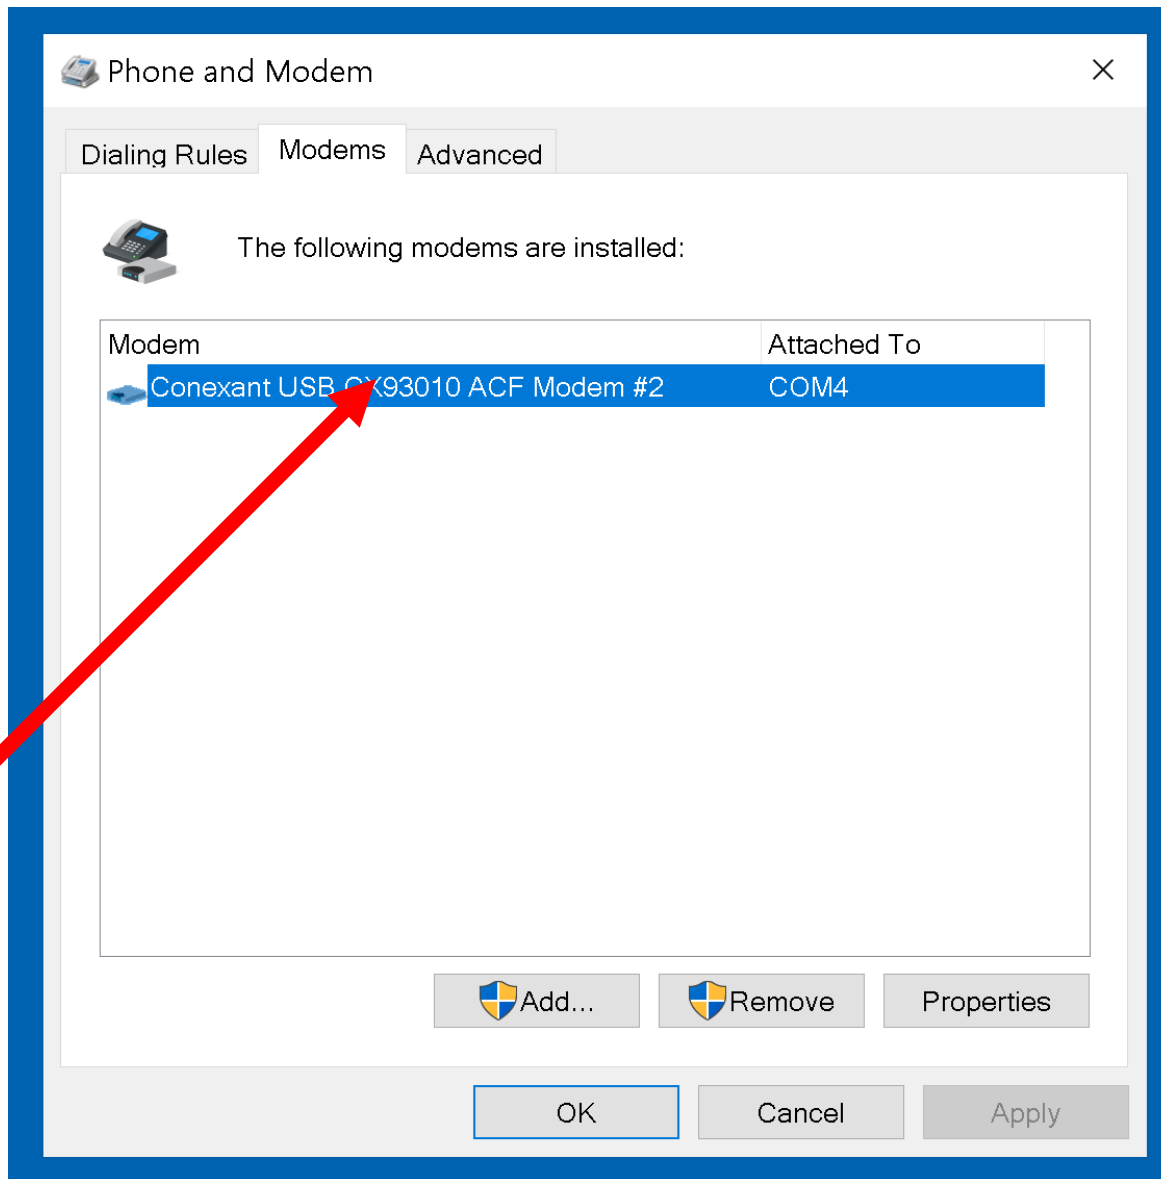 Phone and Modem
Dialing Rules Modems Advanced
The following modems are installed:
Modem Attached To
Conexant USB CX93010 ACF Modem #2 COM4
Add... Remove Properties
OK Cancel Apply